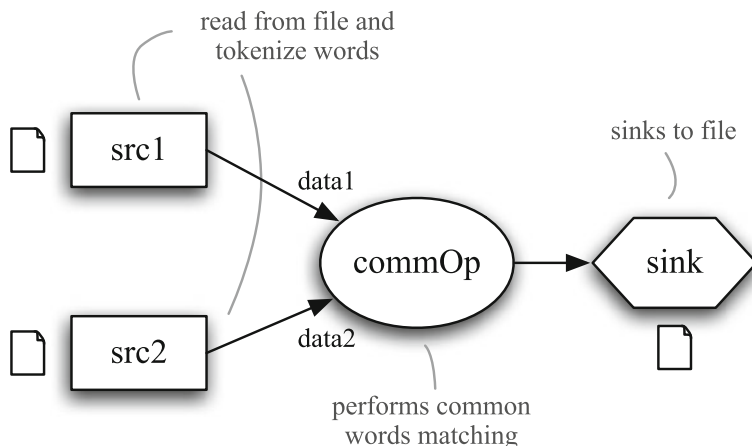 read from file and
tokenize words
src1
data1
sinks to file
commOp
sink
src2
data2
performs common
words matching